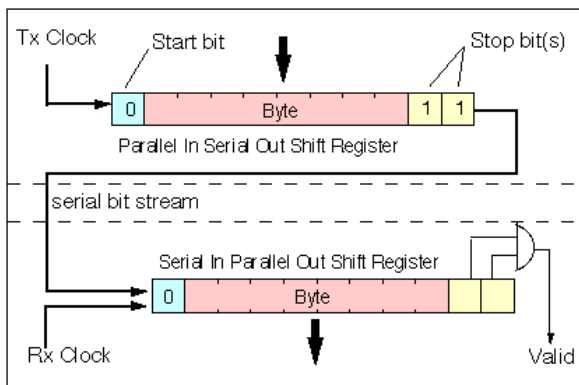 Tx Clock
Start bit
Stop bit(s)
0
Byte
1 1
Parallel In Serial Out Shift Register
serial bit stream
Serial In Parallel Out Shift Register
0
Byte
Rx Clock
Valid